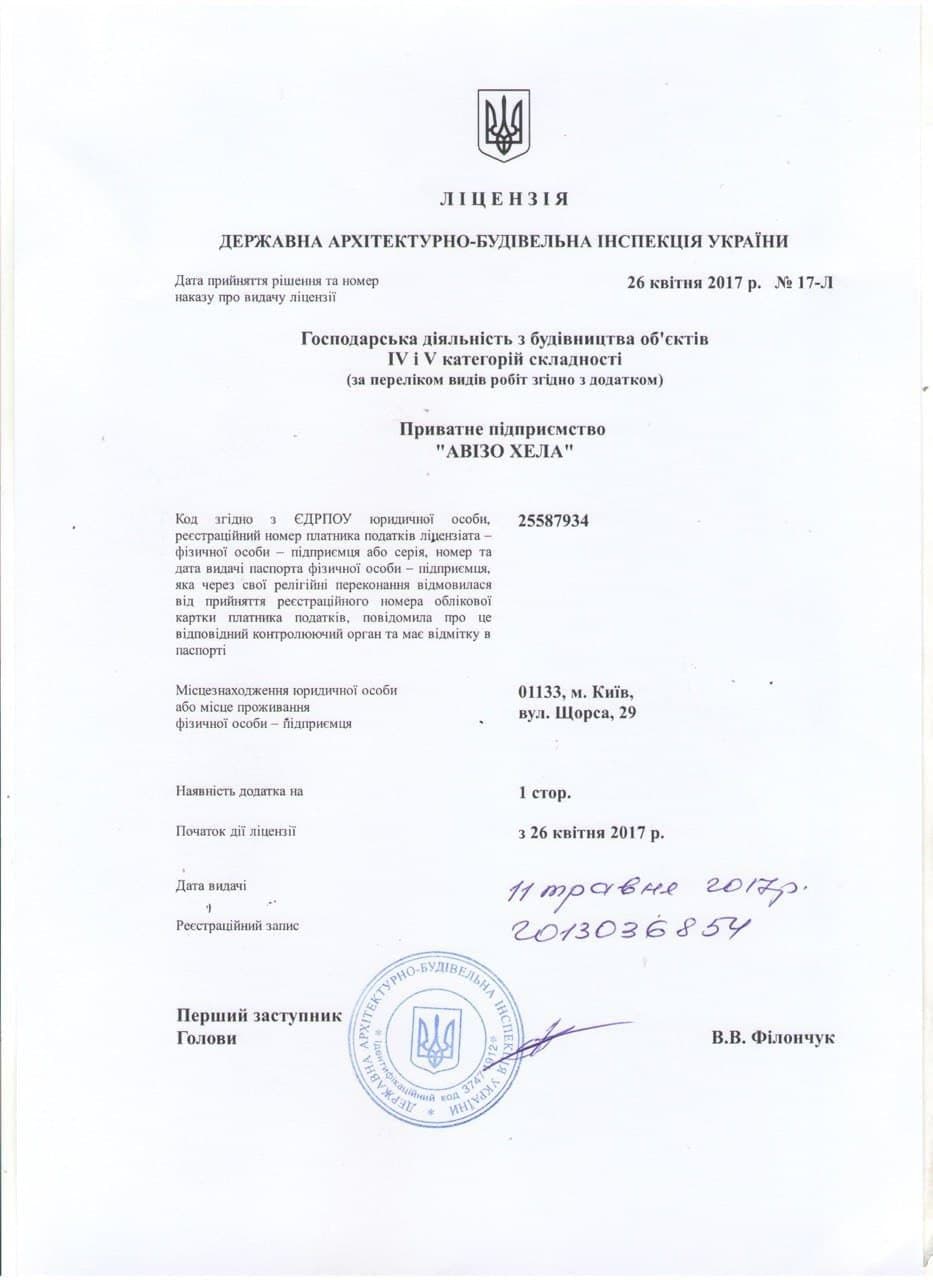 ЛІЦЕНЗІЯ
ДЕРЖАВНА АРХІТЕКТУРНО-БУДІВЕЛЬНА ІНСПЕКЦІЯ УКРАЇНИ
Дата прийняття рішення та номер
наказу про видачу ліцензії
26 квітня 2017 р. № 17-Л
Господарська діяльність з будівництва об'єктів
IV і V категорій складності
(за переліком видів робіт згідно з додатком)
Приватне підприємство
"АВІЗО ХЕЛА"
Код згідно з ЄДРПОУ юридичної особи,
реєстраційний номер платника податків ліцензіата –
фізичної особи – підприємця або серія, номер та
дата видачі паспорта фізичної особи – підприємця,
яка через свої релігійні переконання відмовилася
від прийняття реєстраційного номера облікової
картки платника податків, повідомила про це
відповідний контролюючий орган та має відмітку в
паспорті
25587934
Місцезнаходження юридичної особи
або місце проживання
фізичної особи – підприємця
01133, м. Київ,
вул. Щорса, 29
Наявність додатка на
1 стор.
Початок дії ліцензії
з 26 квітня 2017 р.
Дата видачі
11 травня 2017р.
Реєстраційний запис
2013036854
Перший заступник
Голови
ДЕРЖАВНА АРХІТЕКТУРНО-БУДІВЕЛЬНА ІНСПЕКЦІЯ УКРАЇНИ
ідентифікаційний код
В.В. Філончук